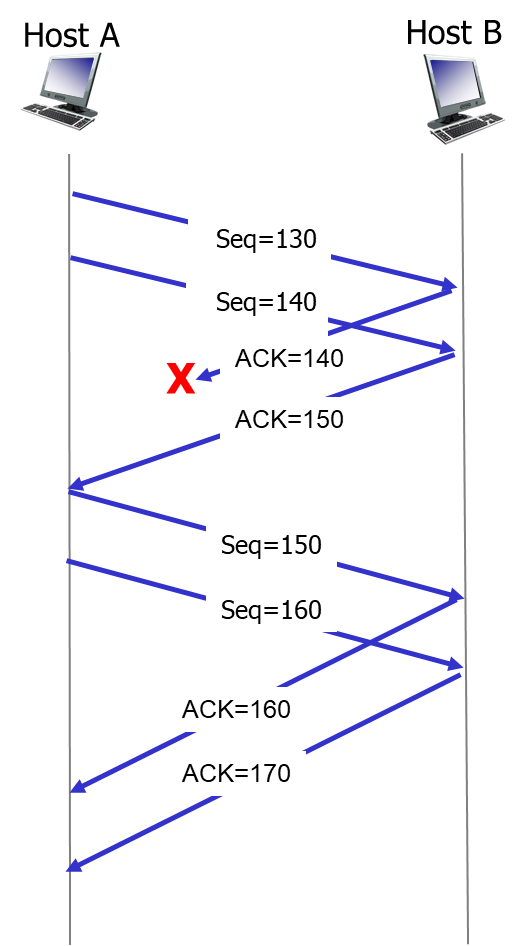 Host A
Host B
Seq=130
Seq=140
ACK=140
X
ACK=150
Seq=150
Seq=160
ACK=160
ACK=170